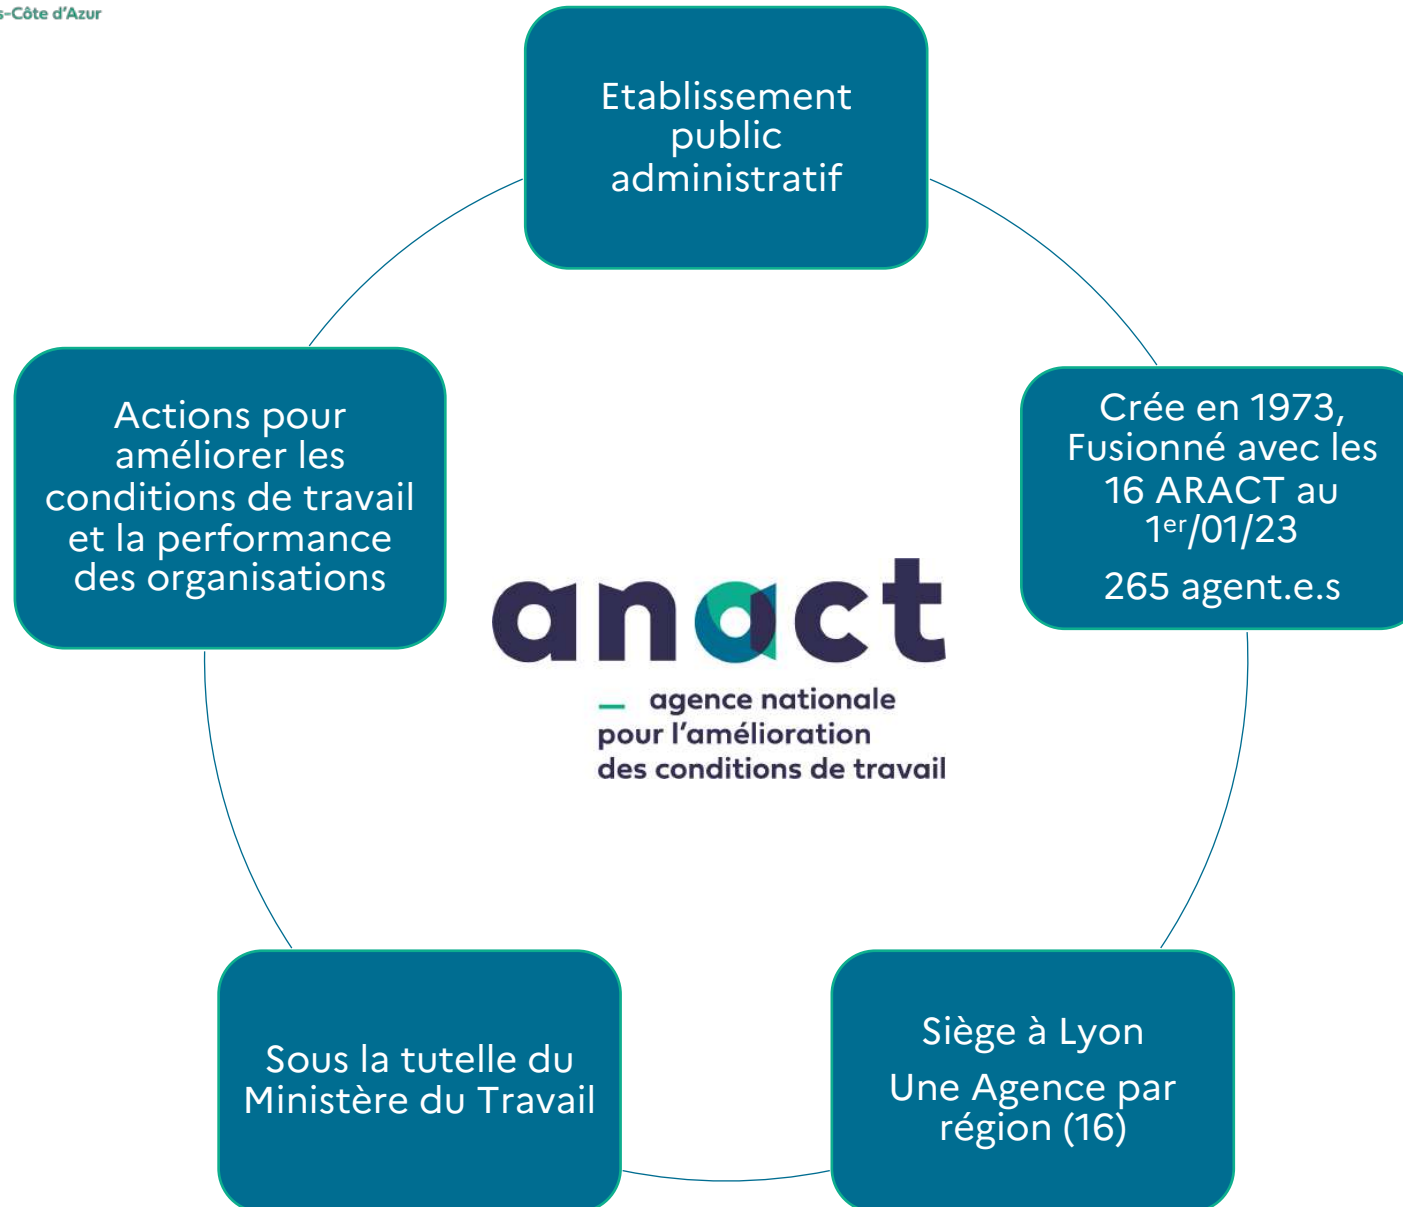 s-Côte d'Azur
Etablissement
public
administratif
Crée en 1973,
Fusionné avec les
16 ARACT au
1er/01/23
265 agent.e.s
Siège à Lyon
Une Agence par
région (16)
Sous la tutelle du
Ministère du Travail
Actions pour
améliorer les
conditions de travail
et la performance
des organisations
anact
agence nationale
pour l'amélioration
des conditions de travail